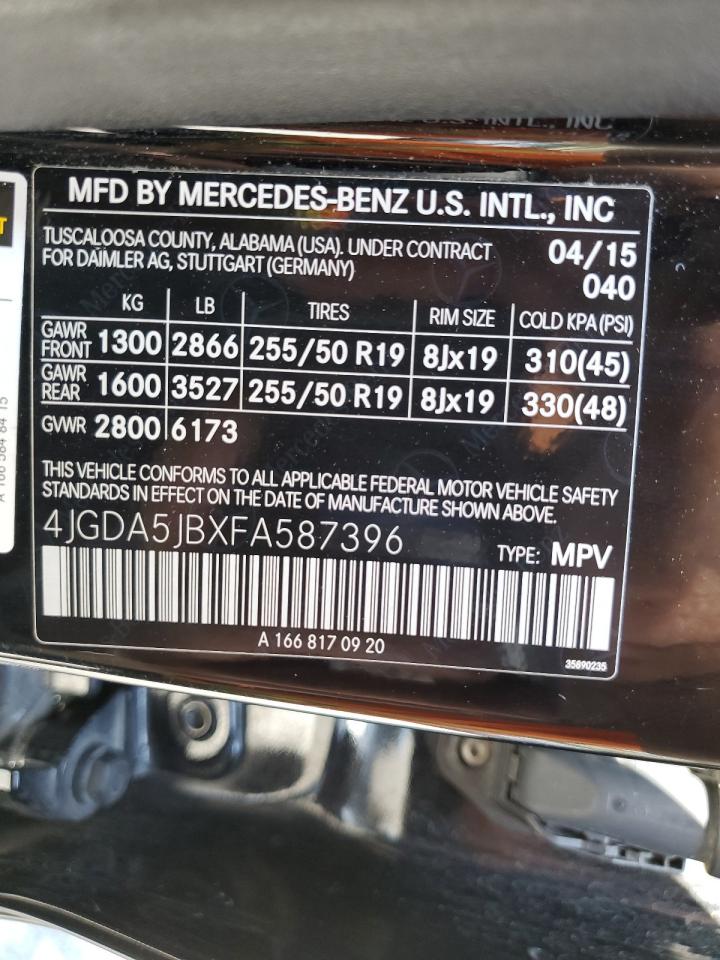 MFD BY MERCEDES-BENZ U.S. INTL., INC
TUSCALOOSA COUNTY, ALABAMA (USA). UNDER CONTRACT 04/15
FOR DAIMLER AG, STUTTGART (GERMANY) 040
KG LB TIRES RIM SIZE COLD KPA (PSI)
GAWR FRONT 1300 2866 255/50 R19 8Jx19 310(45)
GAWR REAR 1600 3527 255/50 R19 8Jx19 330(48)
GVWR 2800 6173
THIS VEHICLE CONFORMS TO ALL APPLICABLE FEDERAL MOTOR VEHICLE SAFETY
STANDARDS IN EFFECT ON THE DATE OF MANUFACTURE SHOWN ABOVE.
4JGDA5JBXFA587396 TYPE: MPV
A 166 817 09 20
35890235